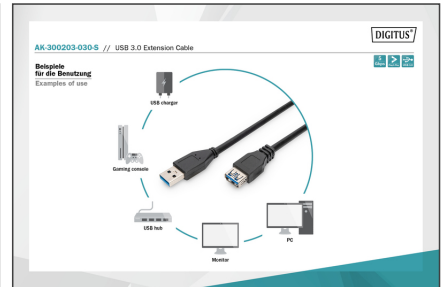 DIGITUS®
AK-300203-030-S // USB 3.0 Extension Cable
Beispiele
für die Benutzung
Examples of use
USB charger
Gaming console
USB hub
Monitor
PC